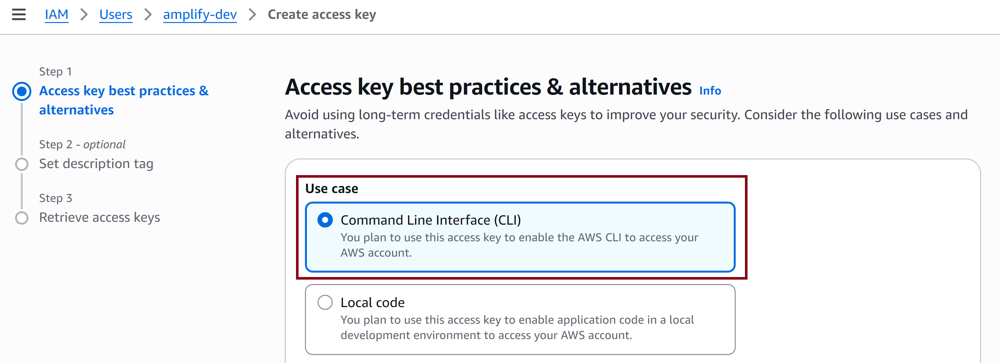 IAM > Users > amplify-dev > Create access key
Step 1
Access key best practices &
alternatives
Step 2 - optional
Set description tag
Step 3
Retrieve access keys
Access key best practices & alternatives Info
Avoid using long-term credentials like access keys to improve your security. Consider the following use cases and
alternatives.
Use case
Command Line Interface (CLI)
You plan to use this access key to enable the AWS CLI to access your
AWS account.
Local code
You plan to use this access key to enable application code in a local
development environment to access your AWS account.